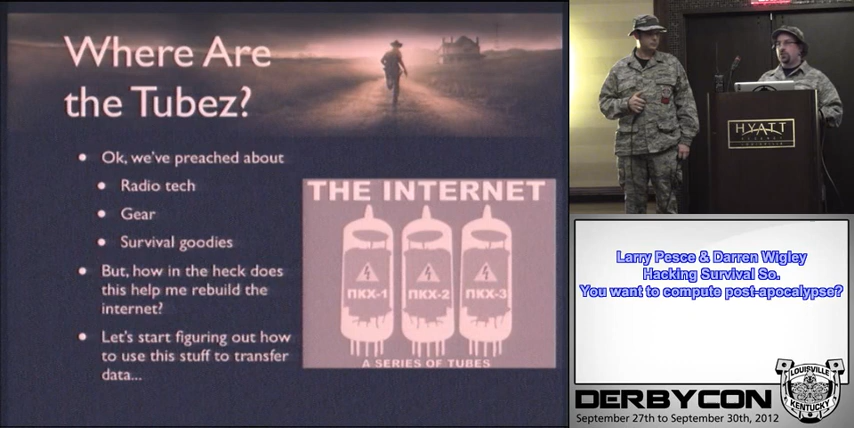 Where Are
the Tubez?
Ok, we've preached about
Radio tech
Gear
Survival goodies
But, how in the heck does
this help me rebuild the
internet?
Let's start figuring out how
to use this stuff to transfer
data...
THE INTERNET
ПКХ-1
ПКХ-2
ПКХ-3
A SERIES OF TUBES
HYATT
Larry Pesce & Darren Wigley
Hacking Survival So.
You want to compute post-apocalypse?
LOUISVILLE
KENTUCKY
DERBYCON
September 27th to September 30th, 2012